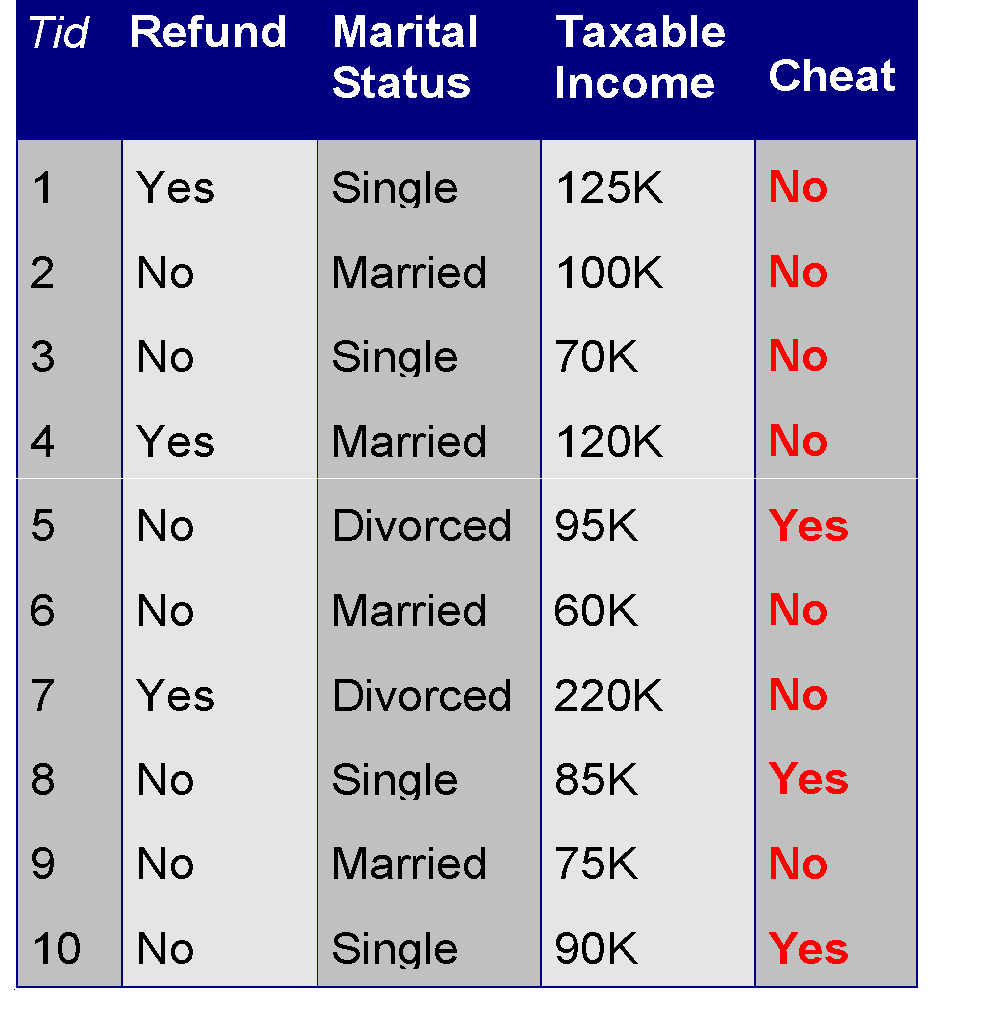 Tid Refund Marital Status Taxable Income Cheat
1 Yes Single 125K No
2 No Married 100K No
3 No Single 70K No
4 Yes Married 120K No
5 No Divorced 95K Yes
6 No Married 60K No
7 Yes Divorced 220K No
8 No Single 85K Yes
9 No Married 75K No
10 No Single 90K Yes